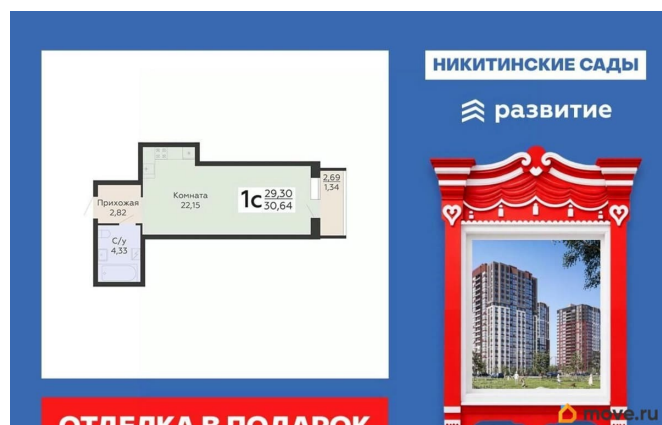 НИКИТИНСКИЕ САДЫ
развитие
Прихожая
2,82
С/у
4,33
Комната
22,15
1с 29,30
30,64
2,69
1,34
ОТДЕЛКА В ПОДАРОК
move.ru